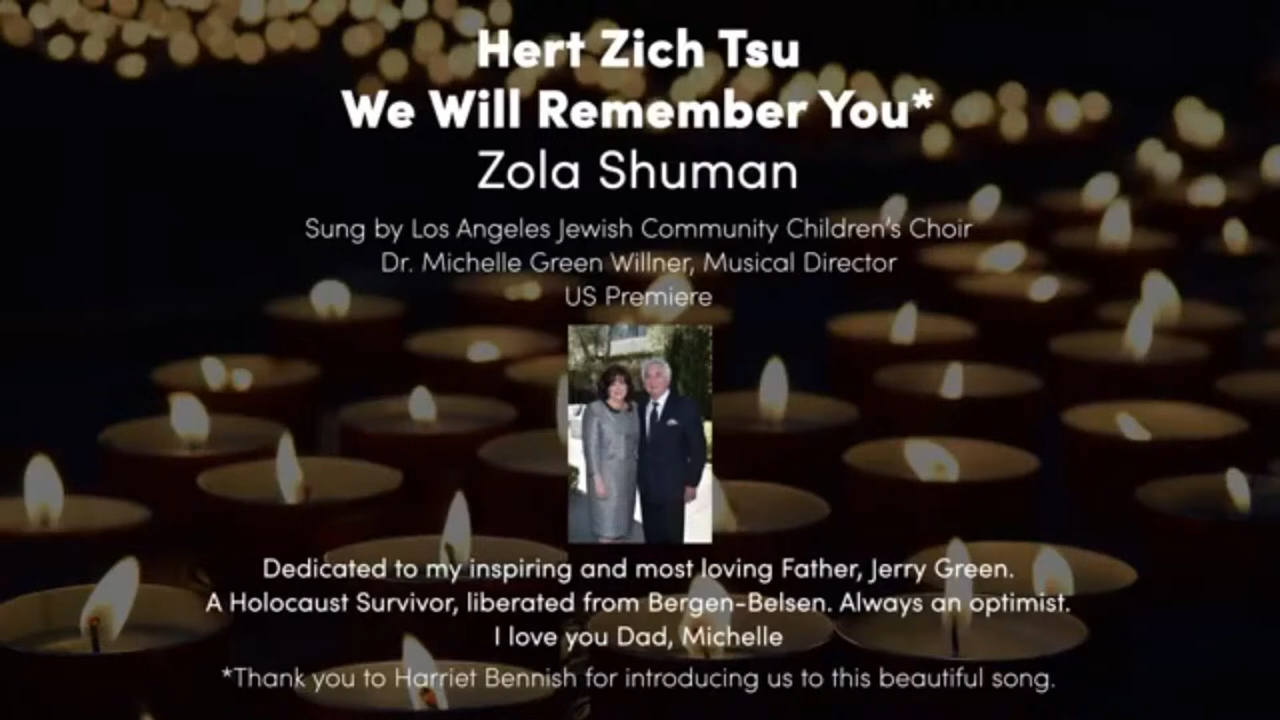 Hert Zich Tsu
We Will Remember You*
Zola Shuman
Sung by Los Angeles Jewish Community Children's Choir
Dr. Michelle Green Willner, Musical Director
US Premiere
Dedicated to my inspiring and most loving Father, Jerry Green.
A Holocaust Survivor, liberated from Bergen-Belsen. Always an optimist.
I love you Dad, Michelle
*Thank you to Harriet Bennish for introducing us to this beautiful song.